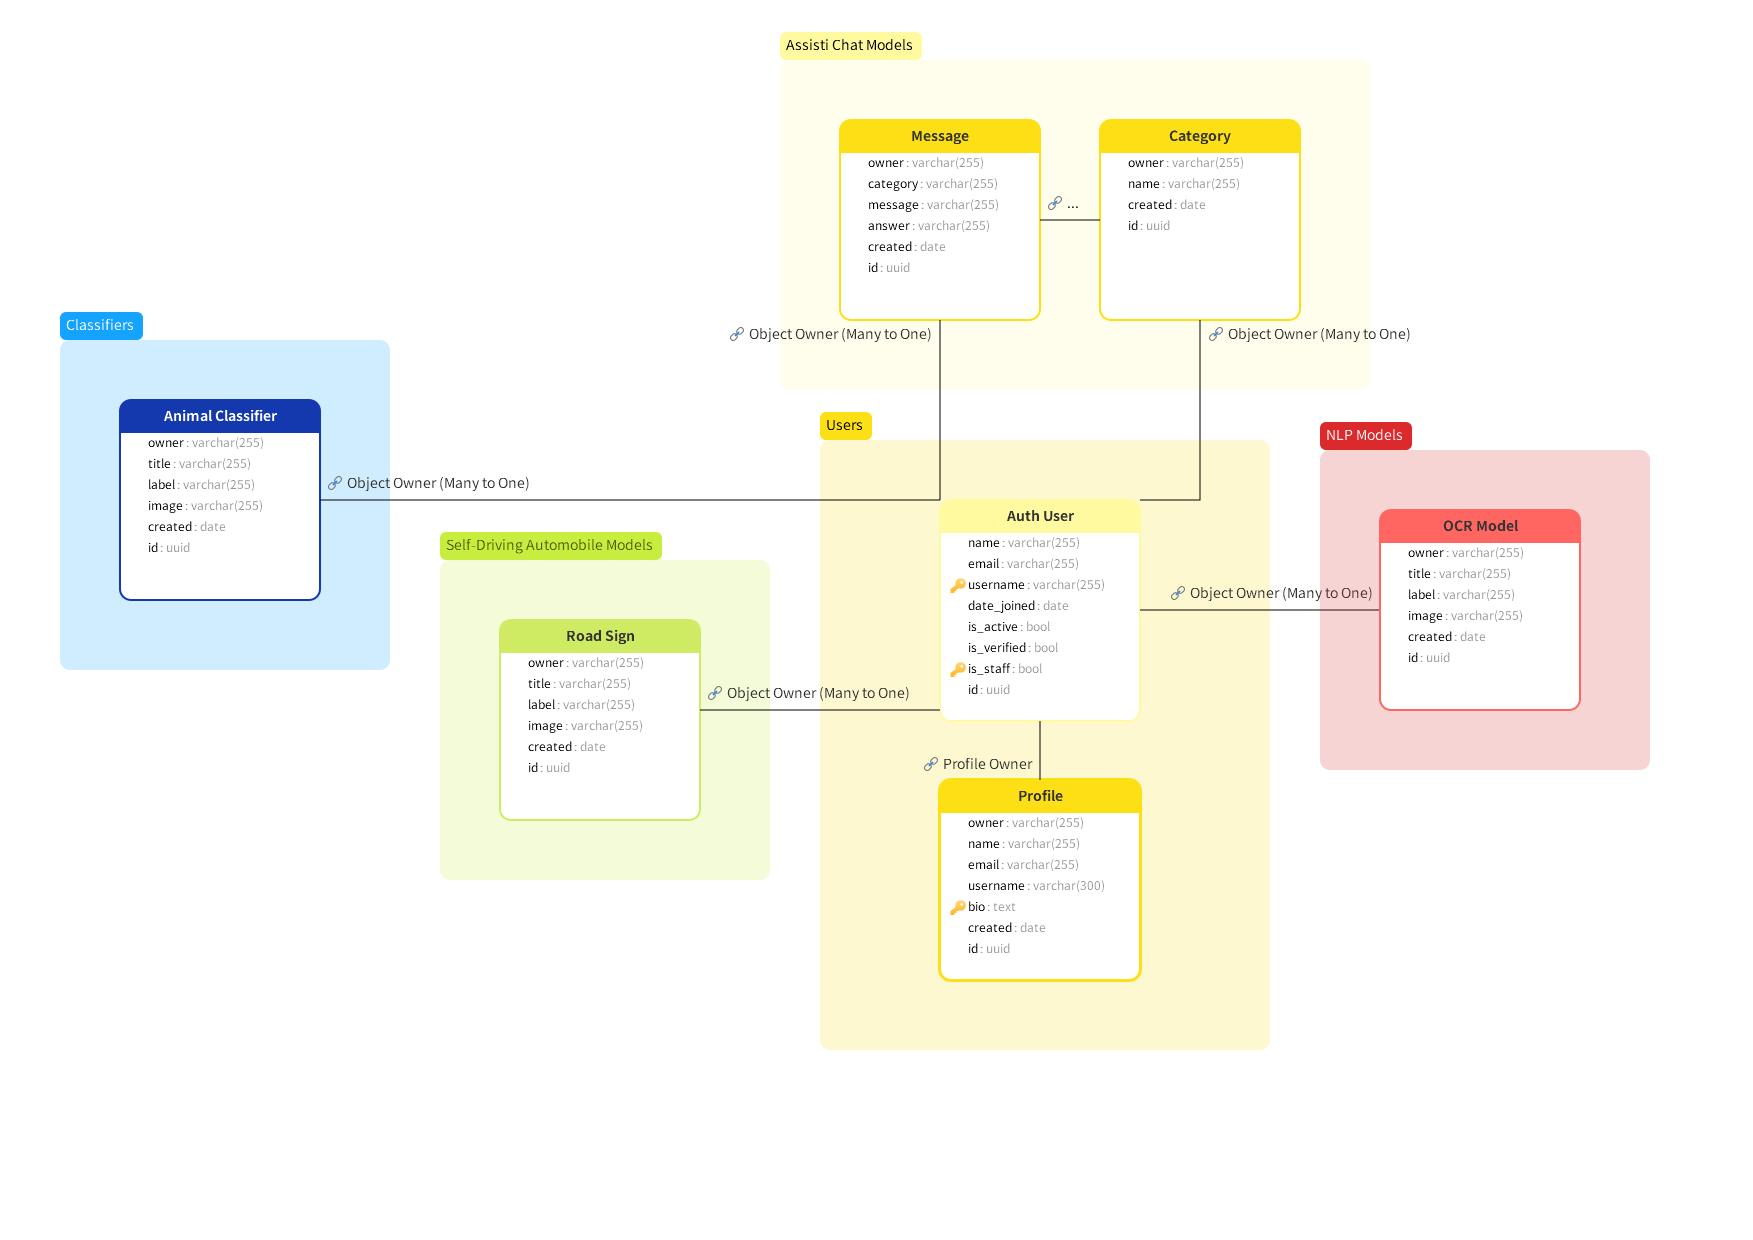 Assisti Chat Models
Message
owner : varchar(255)
category : varchar(255)
message : varchar(255)
answer : varchar(255)
created : date
id : uuid
...
Category
owner : varchar(255)
name : varchar(255)
created : date
id : uuid
Object Owner (Many to One)
Object Owner (Many to One)
Classifiers
Animal Classifier
owner : varchar(255)
title : varchar(255)
label : varchar(255)
image : varchar(255)
created : date
id : uuid
Object Owner (Many to One)
Self-Driving Automobile Models
Road Sign
owner : varchar(255)
title : varchar(255)
label : varchar(255)
image : varchar(255)
created : date
id : uuid
Object Owner (Many to One)
Users
Auth User
name : varchar(255)
email : varchar(255)
username : varchar(255)
date_joined : date
is_active : bool
is_verified : bool
is_staff : bool
id : uuid
Profile Owner
Profile
owner : varchar(255)
name : varchar(255)
email : varchar(255)
username : varchar(300)
bio : text
created : date
id : uuid
Object Owner (Many to One)
NLP Models
OCR Model
owner : varchar(255)
title : varchar(255)
label : varchar(255)
image : varchar(255)
created : date
id : uuid